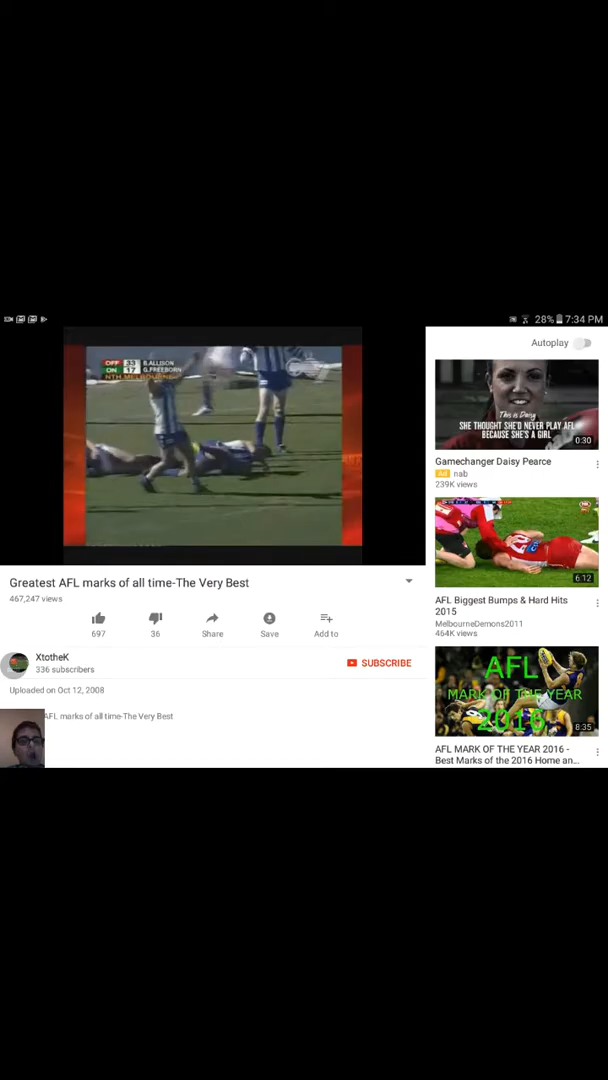 28% 7:34 PM
OFF 33 B.ALLISON
ON 17 G.FREEBORN
NTH.MELBOURNE
Greatest AFL marks of all time-The Very Best
467,247 views
697
36
Share
Save
Add to
XtotheK
336 subscribers
SUBSCRIBE
Uploaded on Oct 12, 2008
AFL marks of all time-The Very Best
Autoplay
This is Daisy
SHE THOUGHT SHE'D NEVER PLAY AFL
BECAUSE SHE'S A GIRL
0:30
Gamechanger Daisy Pearce
Ad nab
239K views
6:12
AFL Biggest Bumps & Hard Hits
2015
MelbourneDemons2011
464K views
AFL
MARK OF THE YEAR
2016
8:35
AFL MARK OF THE YEAR 2016 -
Best Marks of the 2016 Home an...